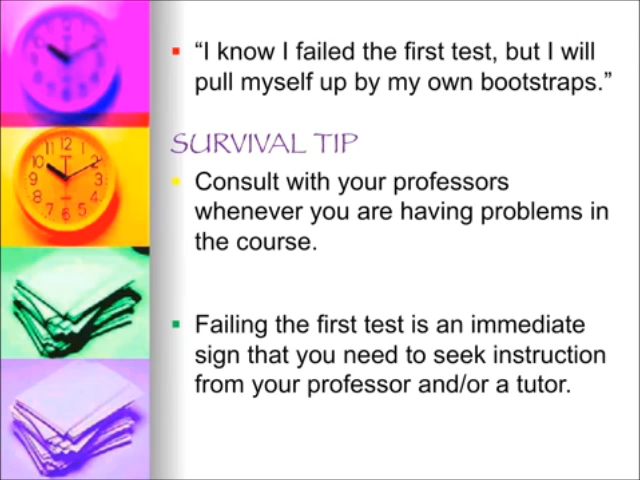 “I know I failed the first test, but I will
pull myself up by my own bootstraps.”
SURVIVAL TIP
Consult with your professors
whenever you are having problems in
the course.
Failing the first test is an immediate
sign that you need to seek instruction
from your professor and/or a tutor.